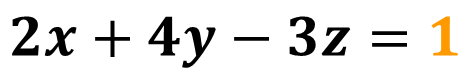 2x + 4y − 3z = 1